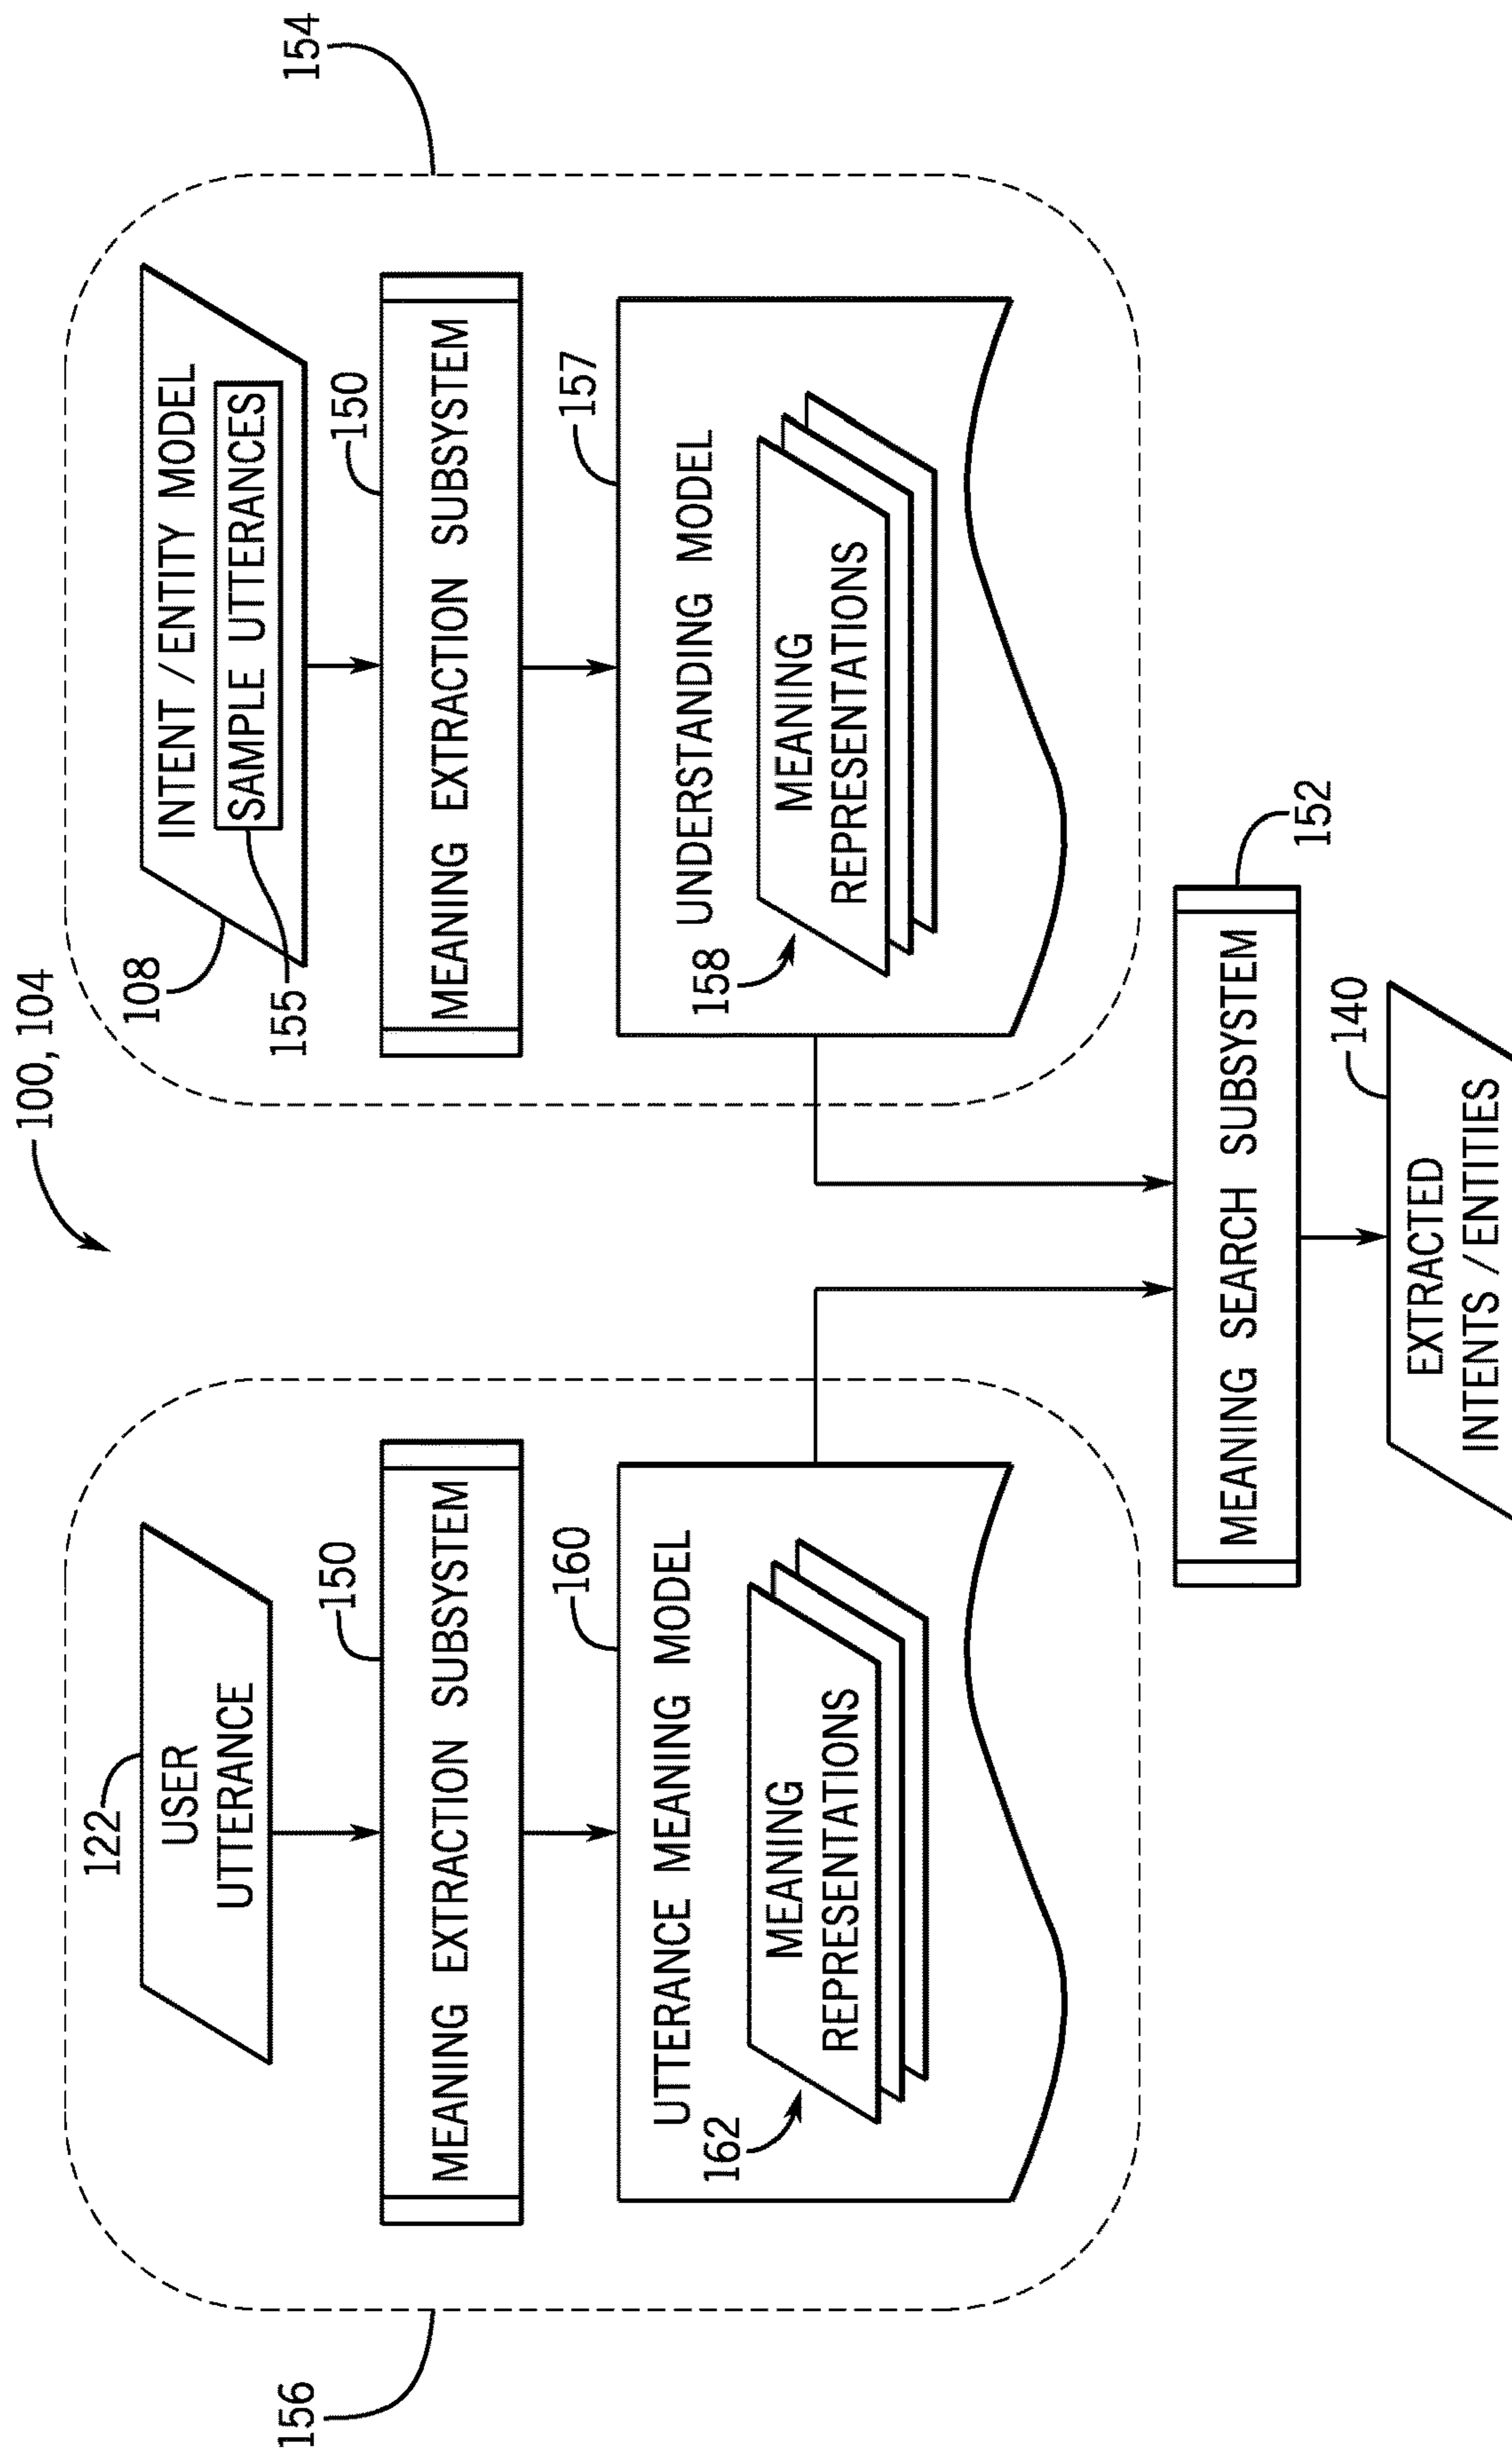 100, 104
156
122
USER
UTTERANCE
150
MEANING EXTRACTION SUBSYSTEM
160
UTTERANCE MEANING MODEL
162
MEANING
REPRESENTATIONS
154
108
INTENT / ENTITY MODEL
155
SAMPLE UTTERANCES
150
MEANING EXTRACTION SUBSYSTEM
157
UNDERSTANDING MODEL
158
MEANING
REPRESENTATIONS
152
MEANING SEARCH SUBSYSTEM
140
EXTRACTED
INTENTS / ENTITIES